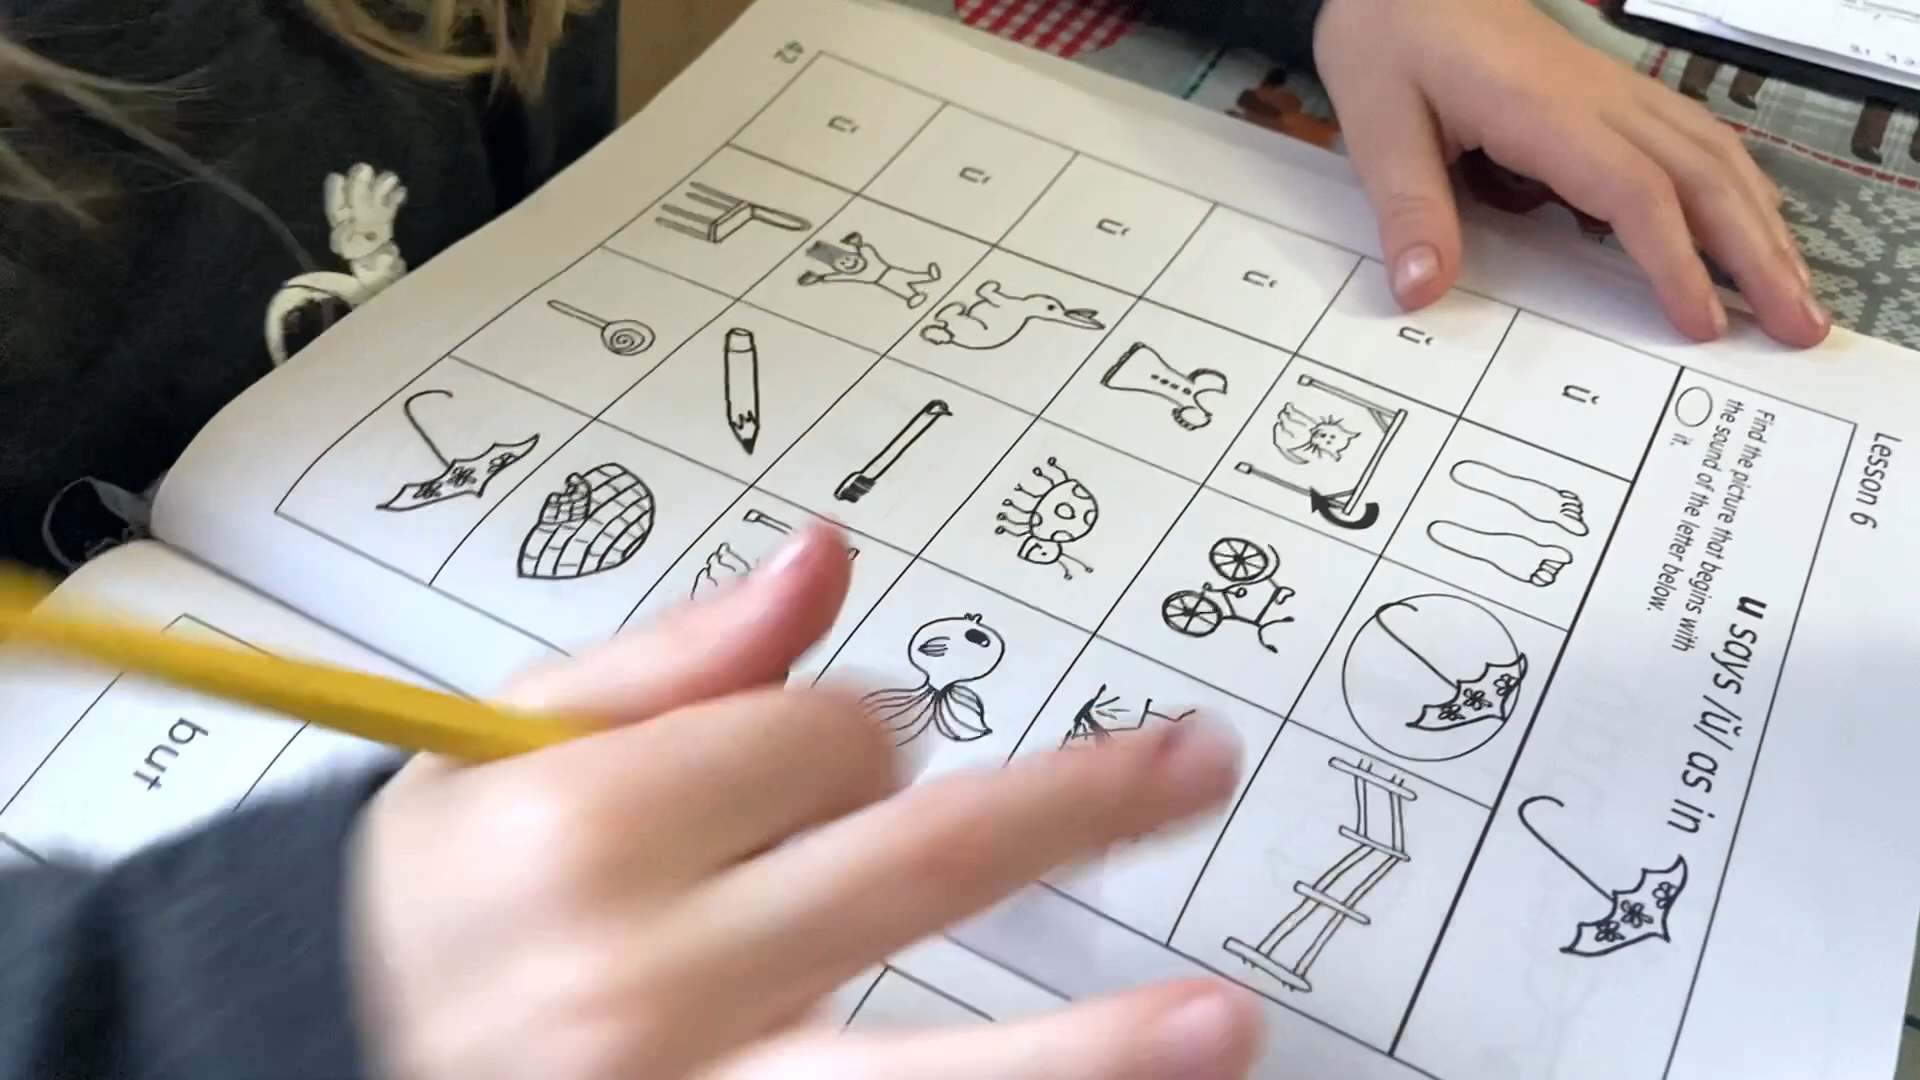 Lesson 6
u says /ŭ/ as in
Find the picture that begins with
the sound of the letter below.
it.
ŭ
ŭ
ŭ
ŭ
ŭ
ŭ
42
but